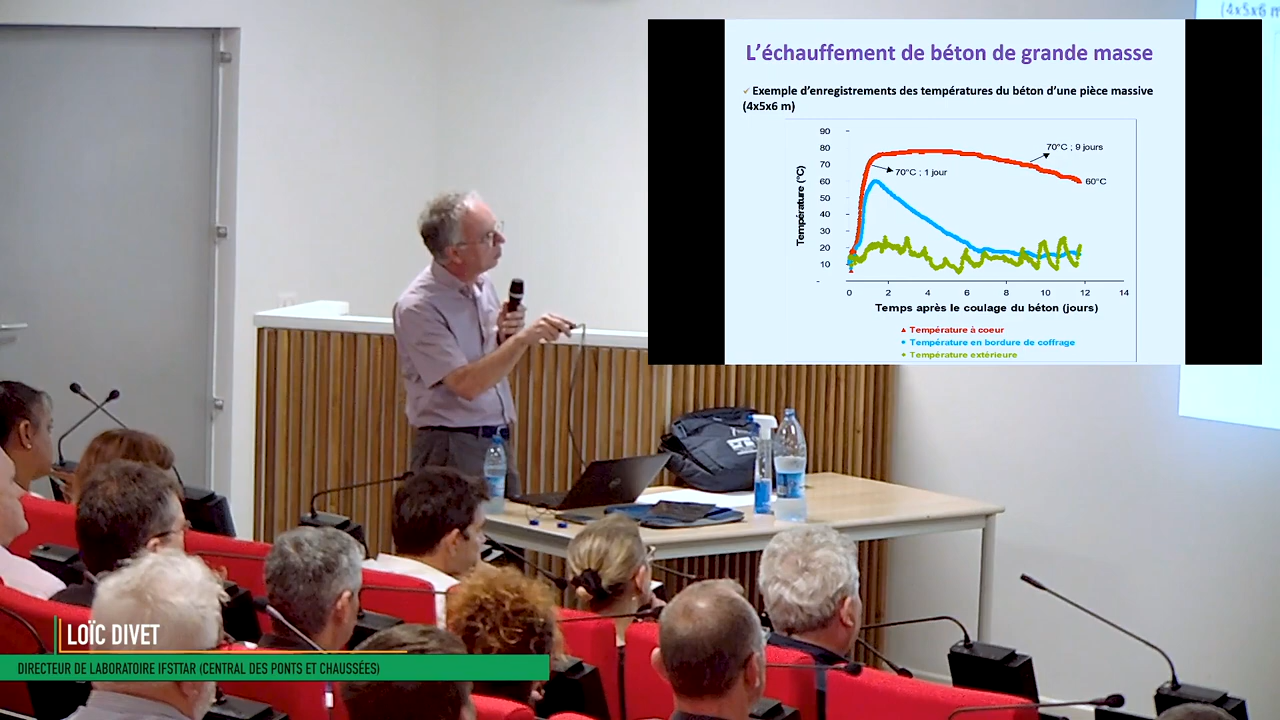 (4x5x6 m
L'échauffement de béton de grande masse
✓ Exemple d'enregistrements des températures du béton d'une pièce massive
(4x5x6 m)
90
80
70
60
50
40
30
20
10
-
Température (°C)
70°C ; 9 jours
70°C ; 1 jour
60°C
0 2 4 6 8 10 12 14
Temps après le coulage du béton (jours)
Température à coeur
Température en bordure de coffrage
Température extérieure
LOÏC DIVET
DIRECTEUR DE LABORATOIRE IFSTTAR (CENTRAL DES PONTS ET CHAUSSÉES)